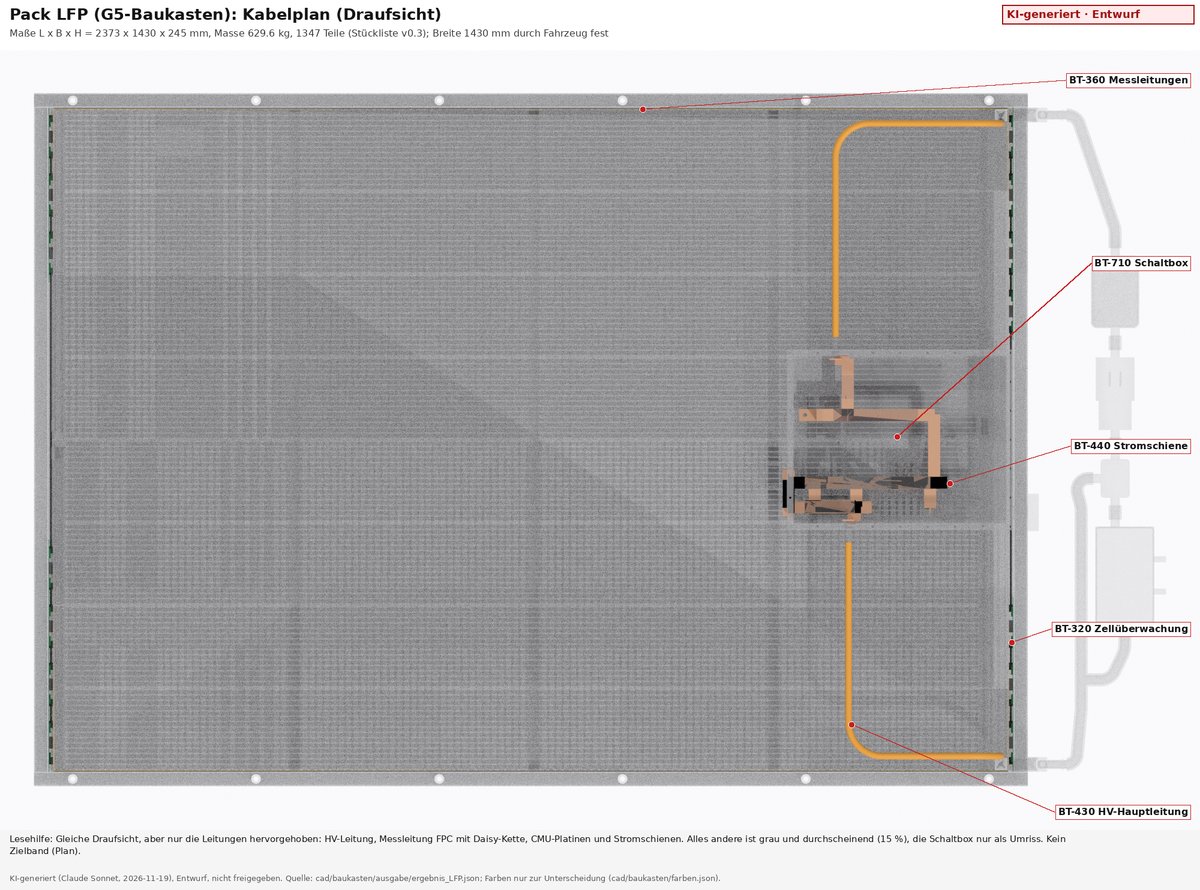 Pack LFP (G5-Baukasten): Kabelplan (Draufsicht)
KI-generiert · Entwurf
Maße L x B x H = 2373 x 1430 x 245 mm, Masse 629.6 kg, 1347 Teile (Stückliste v0.3); Breite 1430 mm durch Fahrzeug fest
BT-360 Messleitungen
BT-710 Schaltbox
BT-440 Stromschiene
BT-320 Zellüberwachung
BT-430 HV-Hauptleitung
Lesehilfe: Gleiche Draufsicht, aber nur die Leitungen hervorgehoben: HV-Leitung, Messleitung FPC mit Daisy-Kette, CMU-Platinen und Stromschienen. Alles andere ist grau und durchscheinend (15 %), die Schaltbox nur als Umriss. Kein
Zielband (Plan).
KI-generiert (Claude Sonnet, 2026-11-19), Entwurf, nicht freigegeben. Quelle: cad/baukasten/ausgabe/ergebnis_LFP.json; Farben nur zur Unterscheidung (cad/baukasten/farben.json).